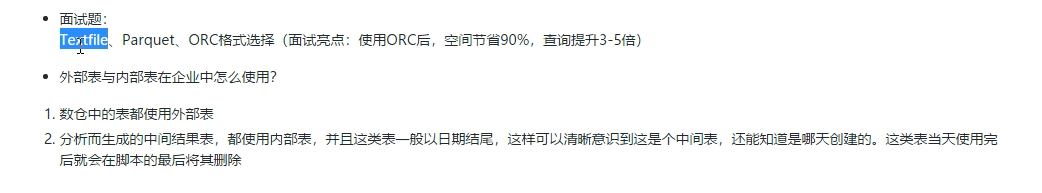 • 面试题：
Textfile、Parquet、ORC格式选择（面试亮点：使用ORC后，空间节省90%，查询提升3-5倍）
• 外部表与内部表在企业中怎么使用？
1. 数仓中的表都使用外部表
2. 分析而生成的中间结果表，都使用内部表，并且这类表一般以日期结尾，这样可以清晰意识到这是个中间表，还能知道是哪天创建的。这类表当天使用完
后就会在脚本的最后将其删除